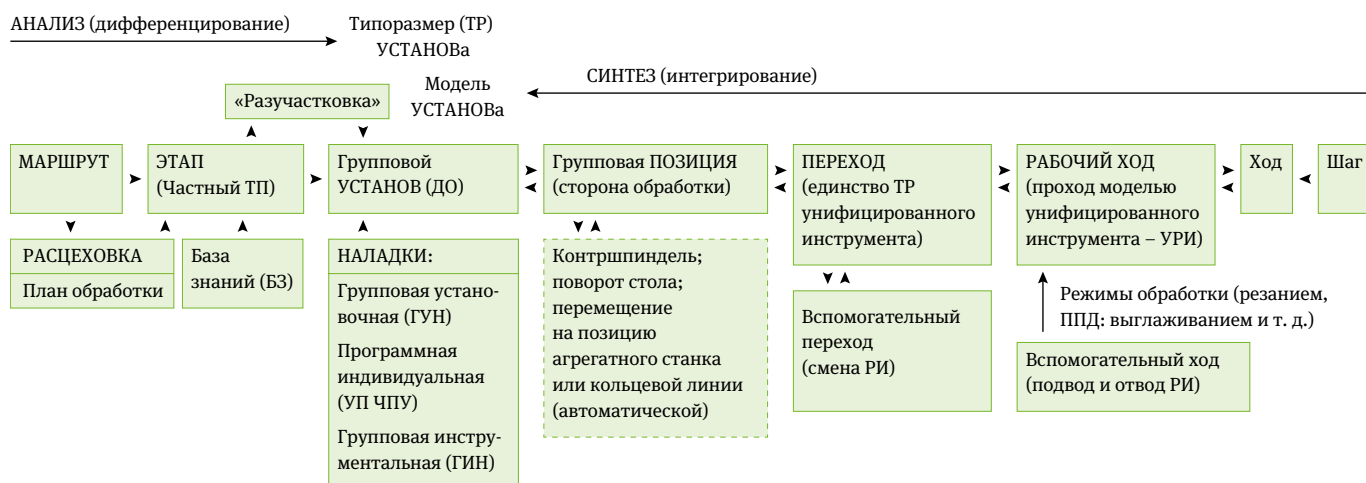 АНАЛИЗ (дифференцирование)
Типоразмер (ТР)
УСТАНОВа
СИНТЕЗ (интегрирование)
Модель
УСТАНОВа
«Разучастковка»
МАРШРУТ
ЭТАП
(Частный ТП)
Групповой
УСТАНОВ (ДО)
Групповая ПОЗИЦИЯ
(сторона обработки)
ПЕРЕХОД
(единство ТР
унифицированного
инструмента)
РАБОЧИЙ ХОД
(проход моделью
унифицированного
инструмента – УРИ)
Ход
Шаг
РАСЦЕХОВКА
План обработки
База
знаний (БЗ)
НАЛАДКИ:
Групповая устано-
вочная (ГУН)
Программная
индивидуальная
(УП ЧПУ)
Групповая инстру-
ментальная (ГИН)
Контршпиндель;
поворот стола;
перемещение
на позицию
агрегатного станка
или кольцевой линии
(автоматической)
Вспомогательный
переход
(смена РИ)
Режимы обработки (резанием,
ППД: выглаживанием и т. д.)
Вспомогательный ход
(подвод и отвод РИ)